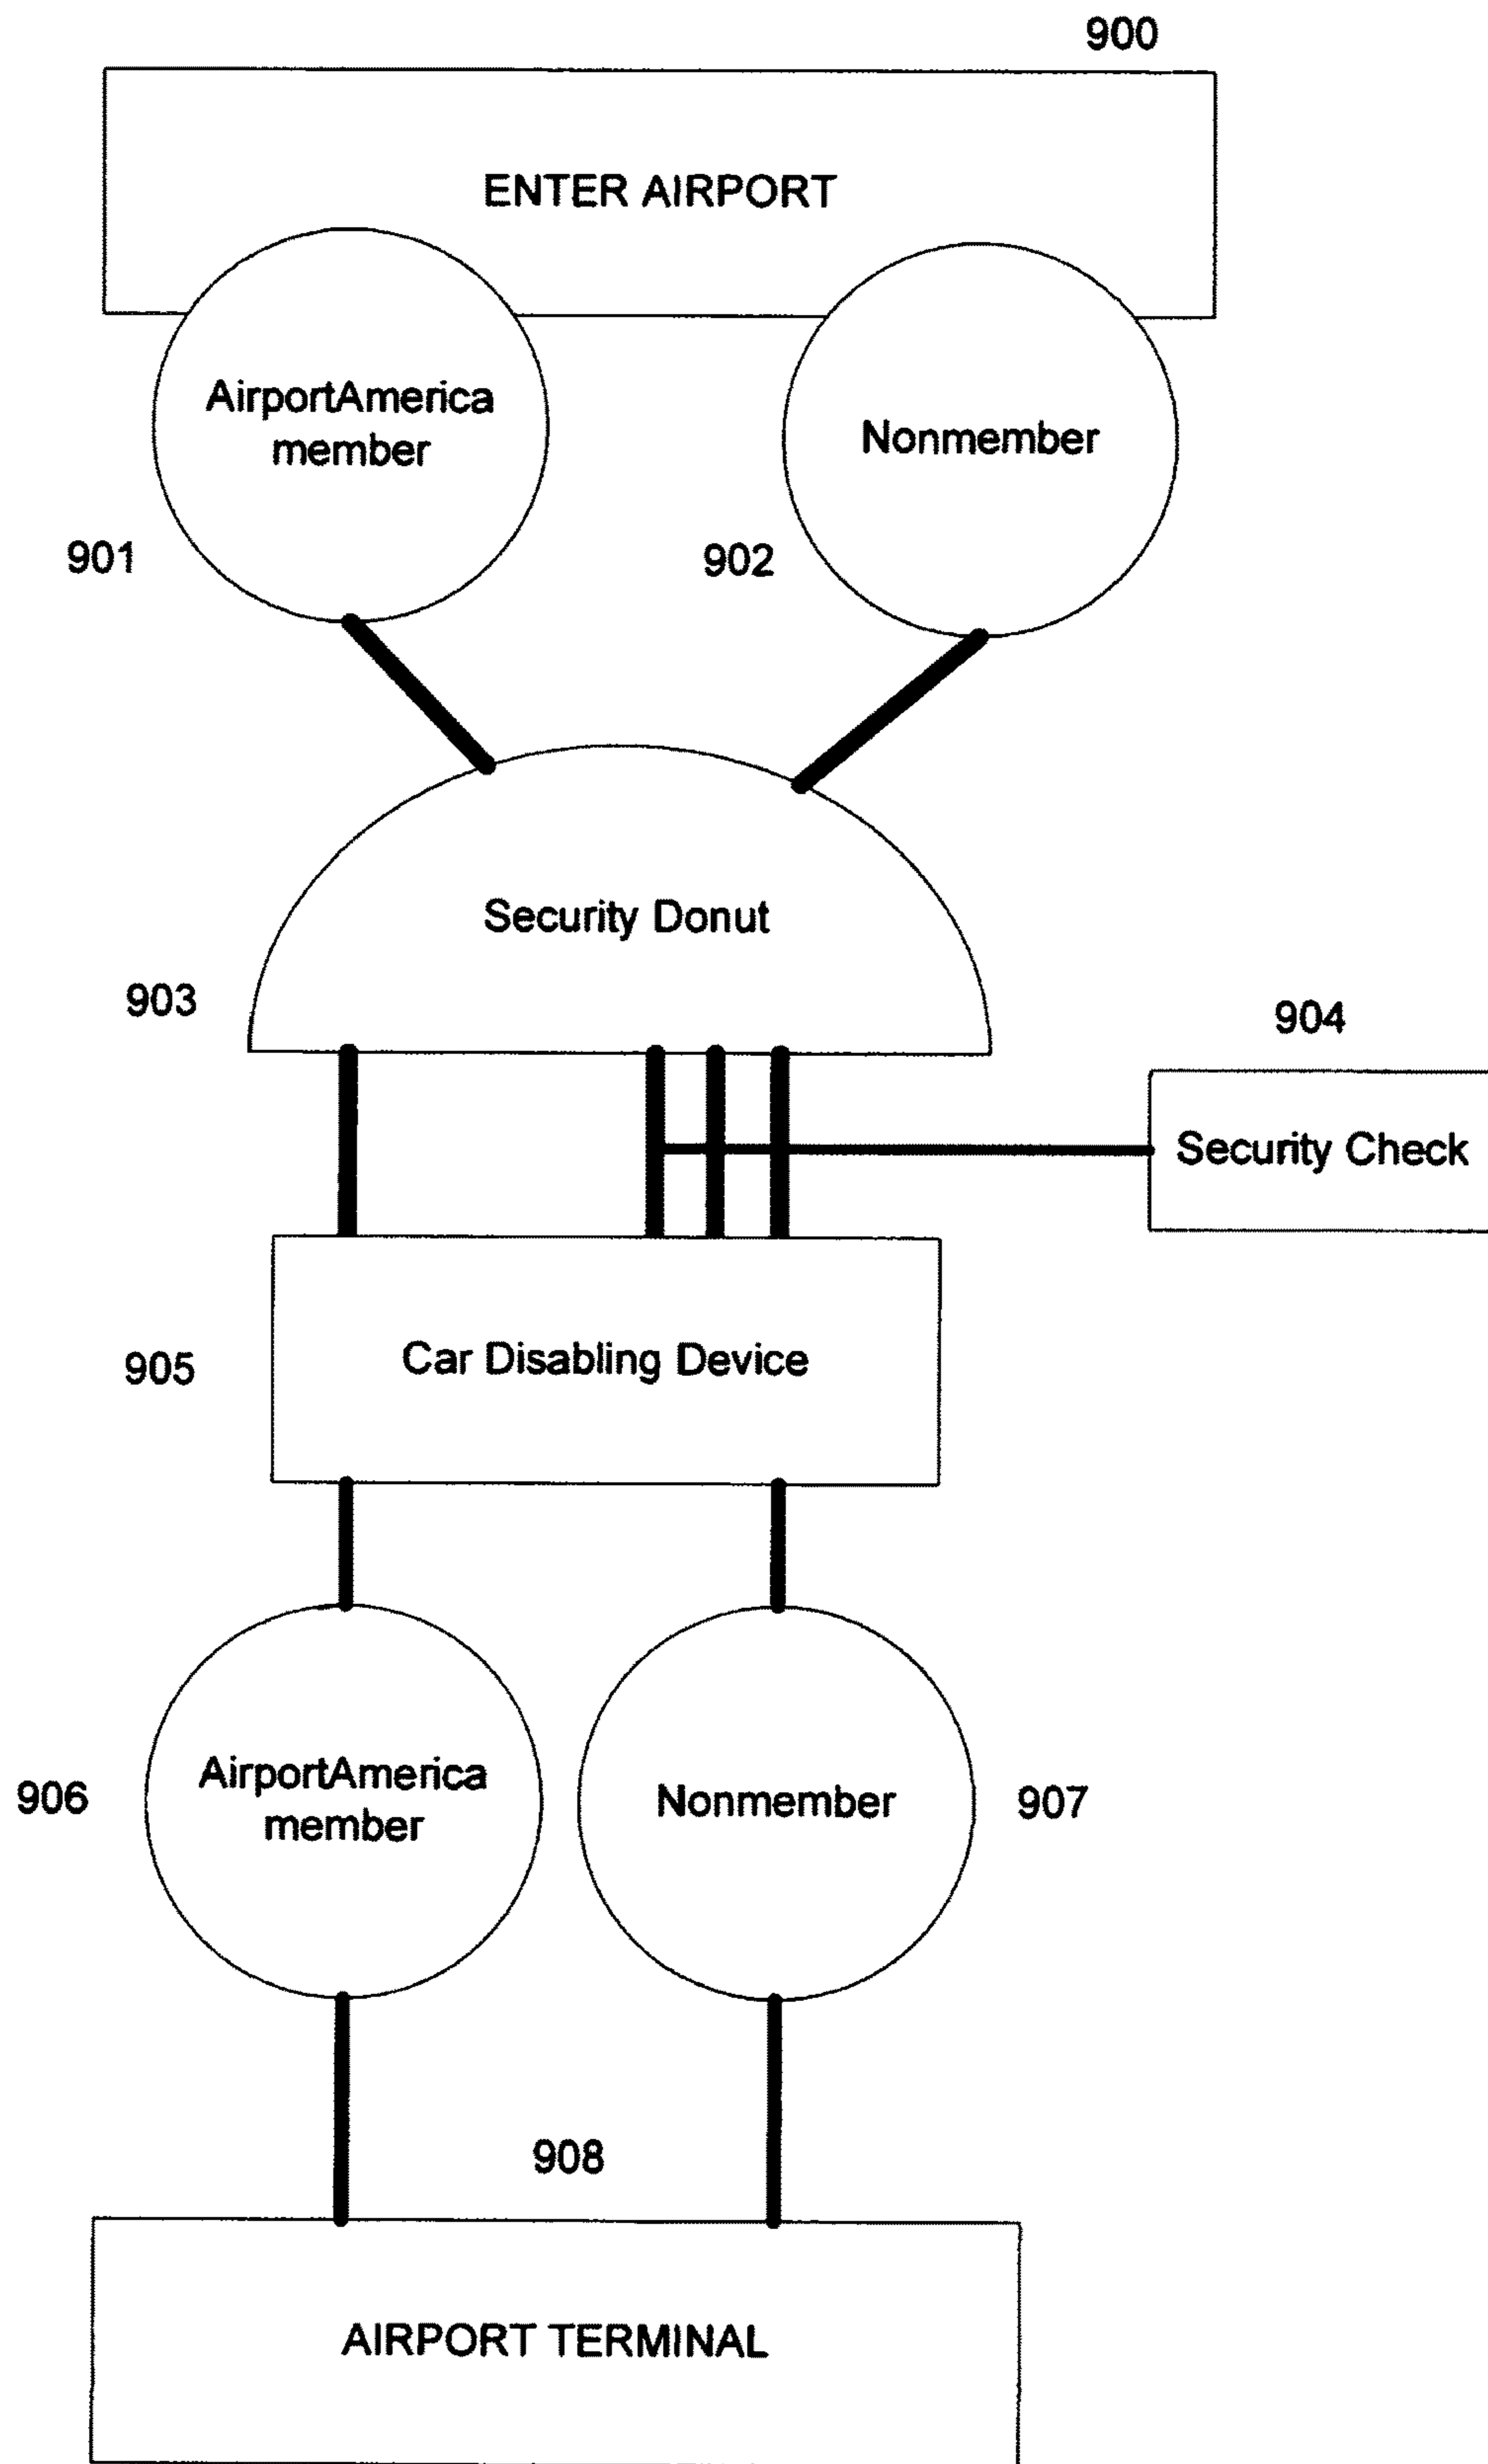 900
ENTER AIRPORT
AirportAmerica
member
Nonmember
901
902
Security Donut
903
904
Security Check
Car Disabling Device
905
AirportAmerica
member
906
Nonmember
907
908
AIRPORT TERMINAL